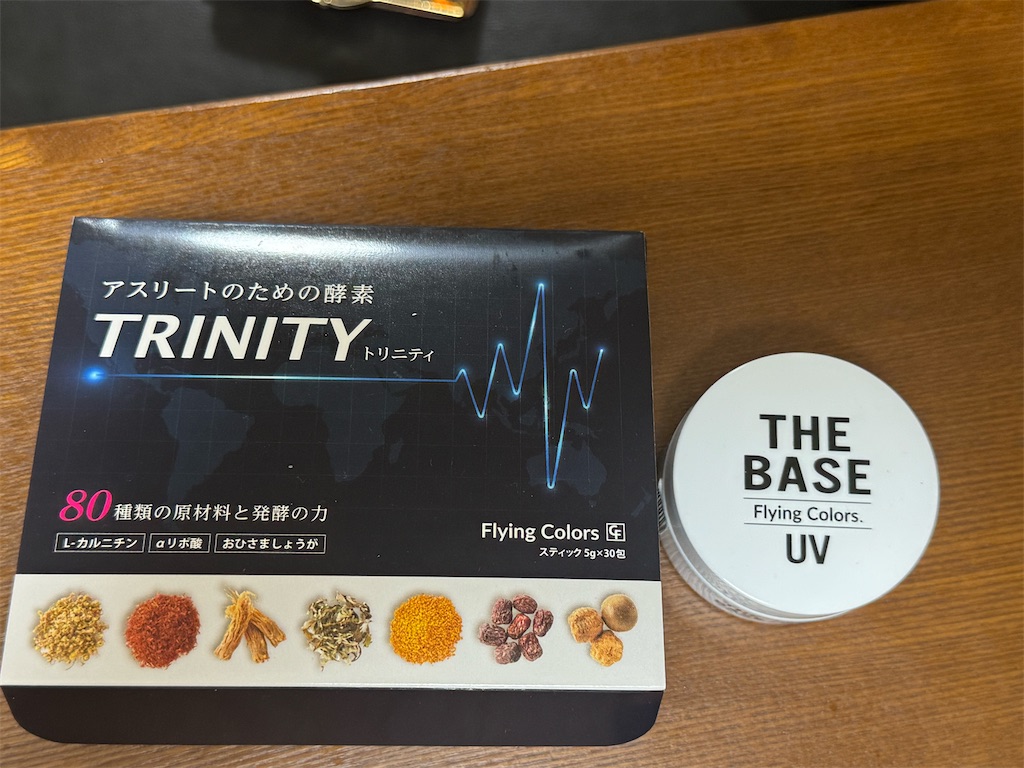 アスリートのための酵素
TRINITY トリニティ
80種類の原材料と発酵の力
L-カルニチン αリポ酸 おひさましょうが
Flying Colors CF
スティック 5g×30包
THE
BASE
Flying Colors.
UV